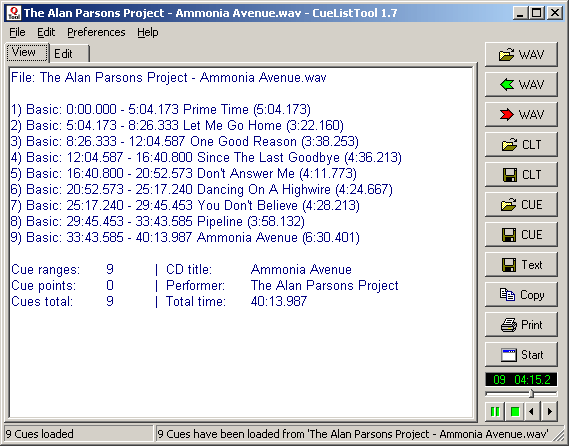 The Alan Parsons Project - Ammonia Avenue.wav - CueListTool 1.7
File Edit Preferences Help
View Edit
File: The Alan Parsons Project - Ammonia Avenue.wav
1) Basic: 0:00.000 - 5:04.173 Prime Time (5:04.173)
2) Basic: 5:04.173 - 8:26.333 Let Me Go Home (3:22.160)
3) Basic: 8:26.333 - 12:04.587 One Good Reason (3:38.253)
4) Basic: 12:04.587 - 16:40.800 Since The Last Goodbye (4:36.213)
5) Basic: 16:40.800 - 20:52.573 Don't Answer Me (4:11.773)
6) Basic: 20:52.573 - 25:17.240 Dancing On A Highwire (4:24.667)
7) Basic: 25:17.240 - 29:45.453 You Don't Believe (4:28.213)
8) Basic: 29:45.453 - 33:43.585 Pipeline (3:58.132)
9) Basic: 33:43.585 - 40:13.987 Ammonia Avenue (6:30.401)
Cue ranges: 9 | CD title: Ammonia Avenue
Cue points: 0 | Performer: The Alan Parsons Project
Cues total: 9 | Total time: 40:13.987
WAV
WAV
WAV
CLT
CLT
CUE
CUE
Text
Copy
Print
Start
09 04:15.2
9 Cues loaded
9 Cues have been loaded from 'The Alan Parsons Project - Ammonia Avenue.wav'